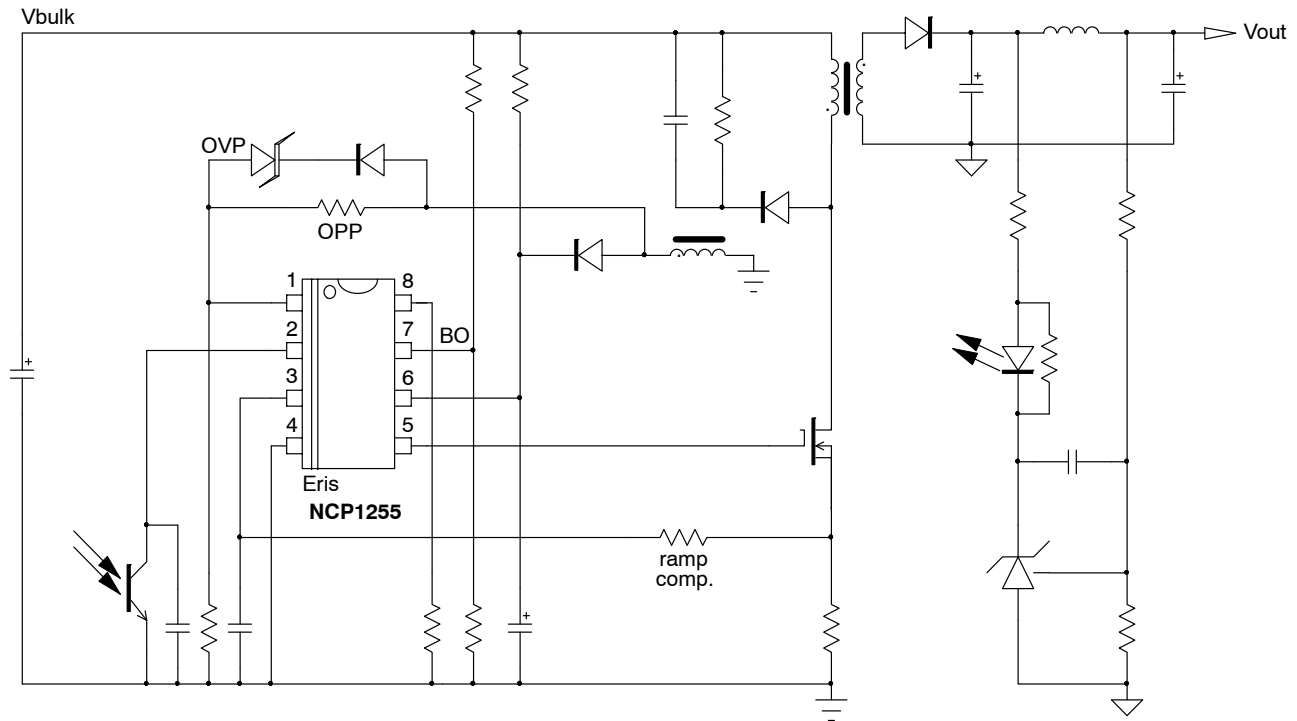 Vbulk
Vout
OVP
OPP
1
8
2
7
BO
3
6
4
5
Eris
NCP1255
ramp
comp.
+
+
+
+